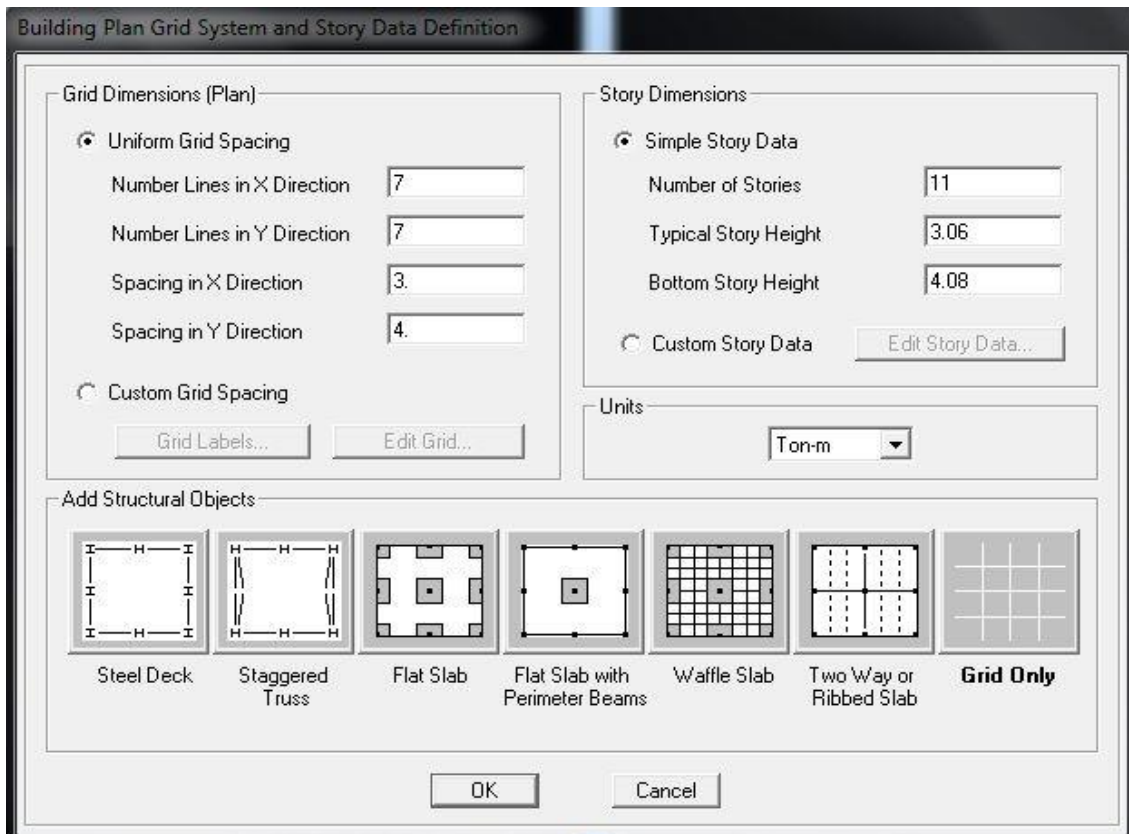 Building Plan Grid System and Story Data Definition
Grid Dimensions (Plan)
Uniform Grid Spacing
Number Lines in X Direction 7
Number Lines in Y Direction 7
Spacing in X Direction 3.
Spacing in Y Direction 4.
Custom Grid Spacing
Grid Labels... Edit Grid...
Story Dimensions
Simple Story Data
Number of Stories 11
Typical Story Height 3.06
Bottom Story Height 4.08
Custom Story Data Edit Story Data...
Units
Ton-m
Add Structural Objects
Steel Deck
Staggered
Truss
Flat Slab
Flat Slab with
Perimeter Beams
Waffle Slab
Two Way or
Ribbed Slab
Grid Only
OK Cancel